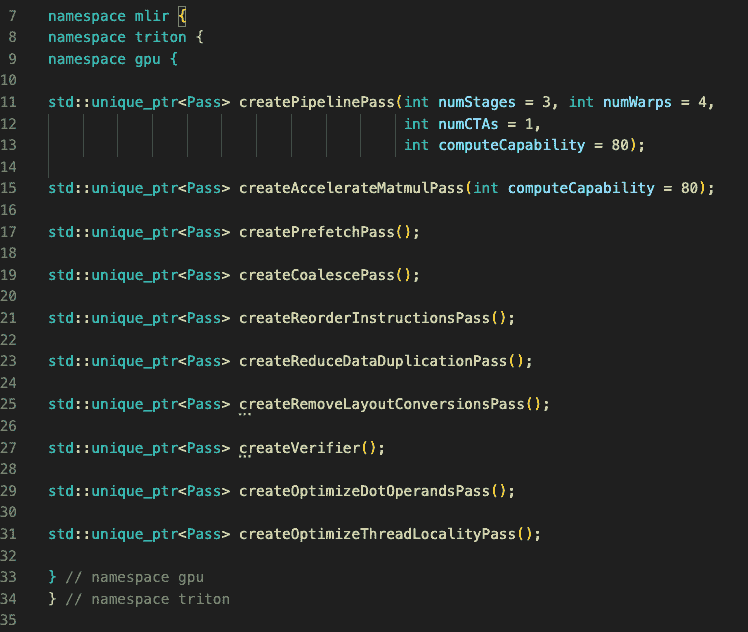 7 namespace mlir {
8 namespace triton {
9 namespace gpu {
10
11 std::unique_ptr<Pass> createPipelinePass(int numStages = 3, int numWarps = 4,
12 int numCTAs = 1,
13 int computeCapability = 80);
14
15 std::unique_ptr<Pass> createAccelerateMatmulPass(int computeCapability = 80);
16
17 std::unique_ptr<Pass> createPrefetchPass();
18
19 std::unique_ptr<Pass> createCoalescePass();
20
21 std::unique_ptr<Pass> createReorderInstructionsPass();
22
23 std::unique_ptr<Pass> createReduceDataDuplicationPass();
24
25 std::unique_ptr<Pass> createRemoveLayoutConversionsPass();
26
27 std::unique_ptr<Pass> createVerifier();
28
29 std::unique_ptr<Pass> createOptimizeDotOperandsPass();
30
31 std::unique_ptr<Pass> createOptimizeThreadLocalityPass();
32
33 } // namespace gpu
34 } // namespace triton
35